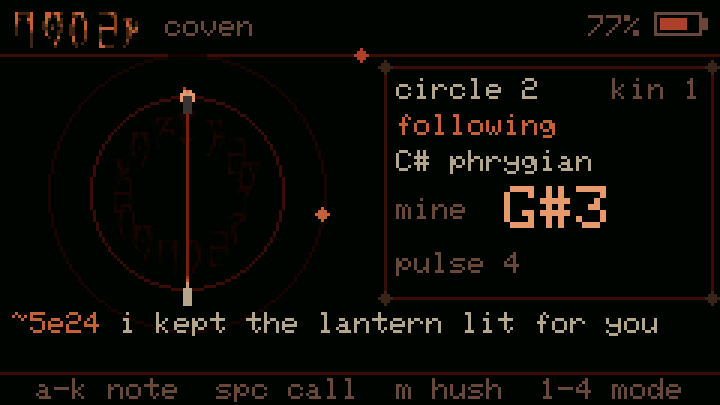 coven 77%
circle 2 kin 1
following
C# phrygian
mine G#3
pulse 4
~5e24 i kept the lantern lit for you
a-k note spc call m hush 1-4 mode